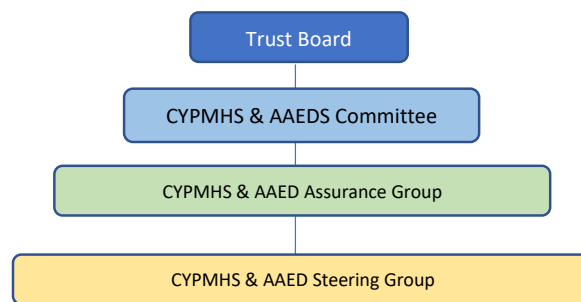 Trust Board
CYPMHS & AAEDS Committee
CYPMHS & AAED Assurance Group
CYPMHS & AAED Steering Group